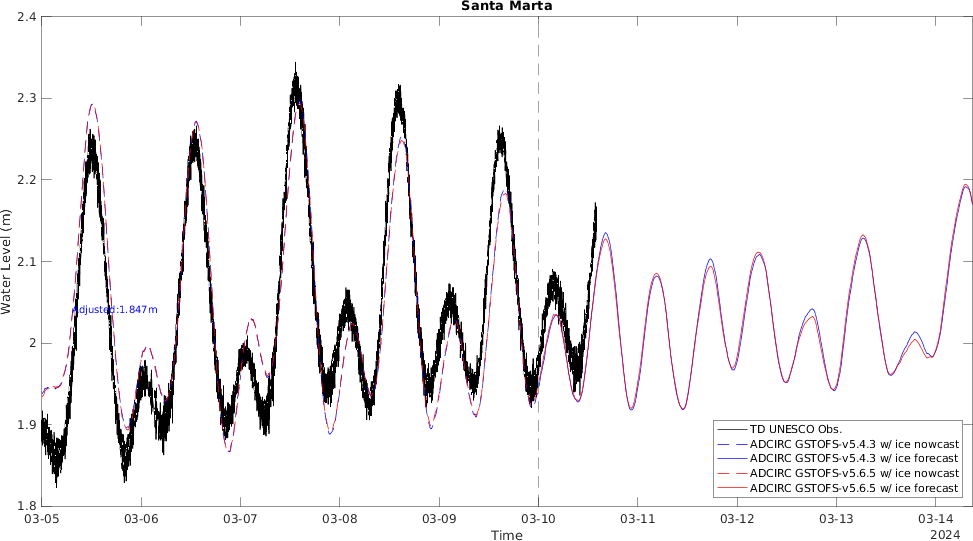 Santa Marta
2.4
2.3
2.2
2.1
2
1.9
1.8
Water Level (m)
Adjusted:1.847m
TD UNESCO Obs.
ADCIRC GSTOFS-v5.4.3 w/ ice nowcast
ADCIRC GSTOFS-v5.4.3 w/ ice forecast
ADCIRC GSTOFS-v5.6.5 w/ ice nowcast
ADCIRC GSTOFS-v5.6.5 w/ ice forecast
03-05 03-06 03-07 03-08 03-09 03-10 03-11 03-12 03-13 03-14
Time 2024